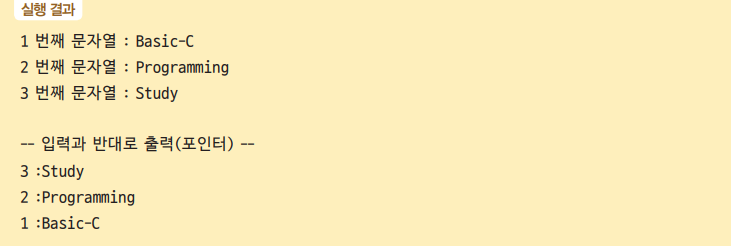 실행 결과
1 번째 문자열 : Basic-C
2 번째 문자열 : Programming
3 번째 문자열 : Study
-- 입력과 반대로 출력(포인터) --
3 :Study
2 :Programming
1 :Basic-C